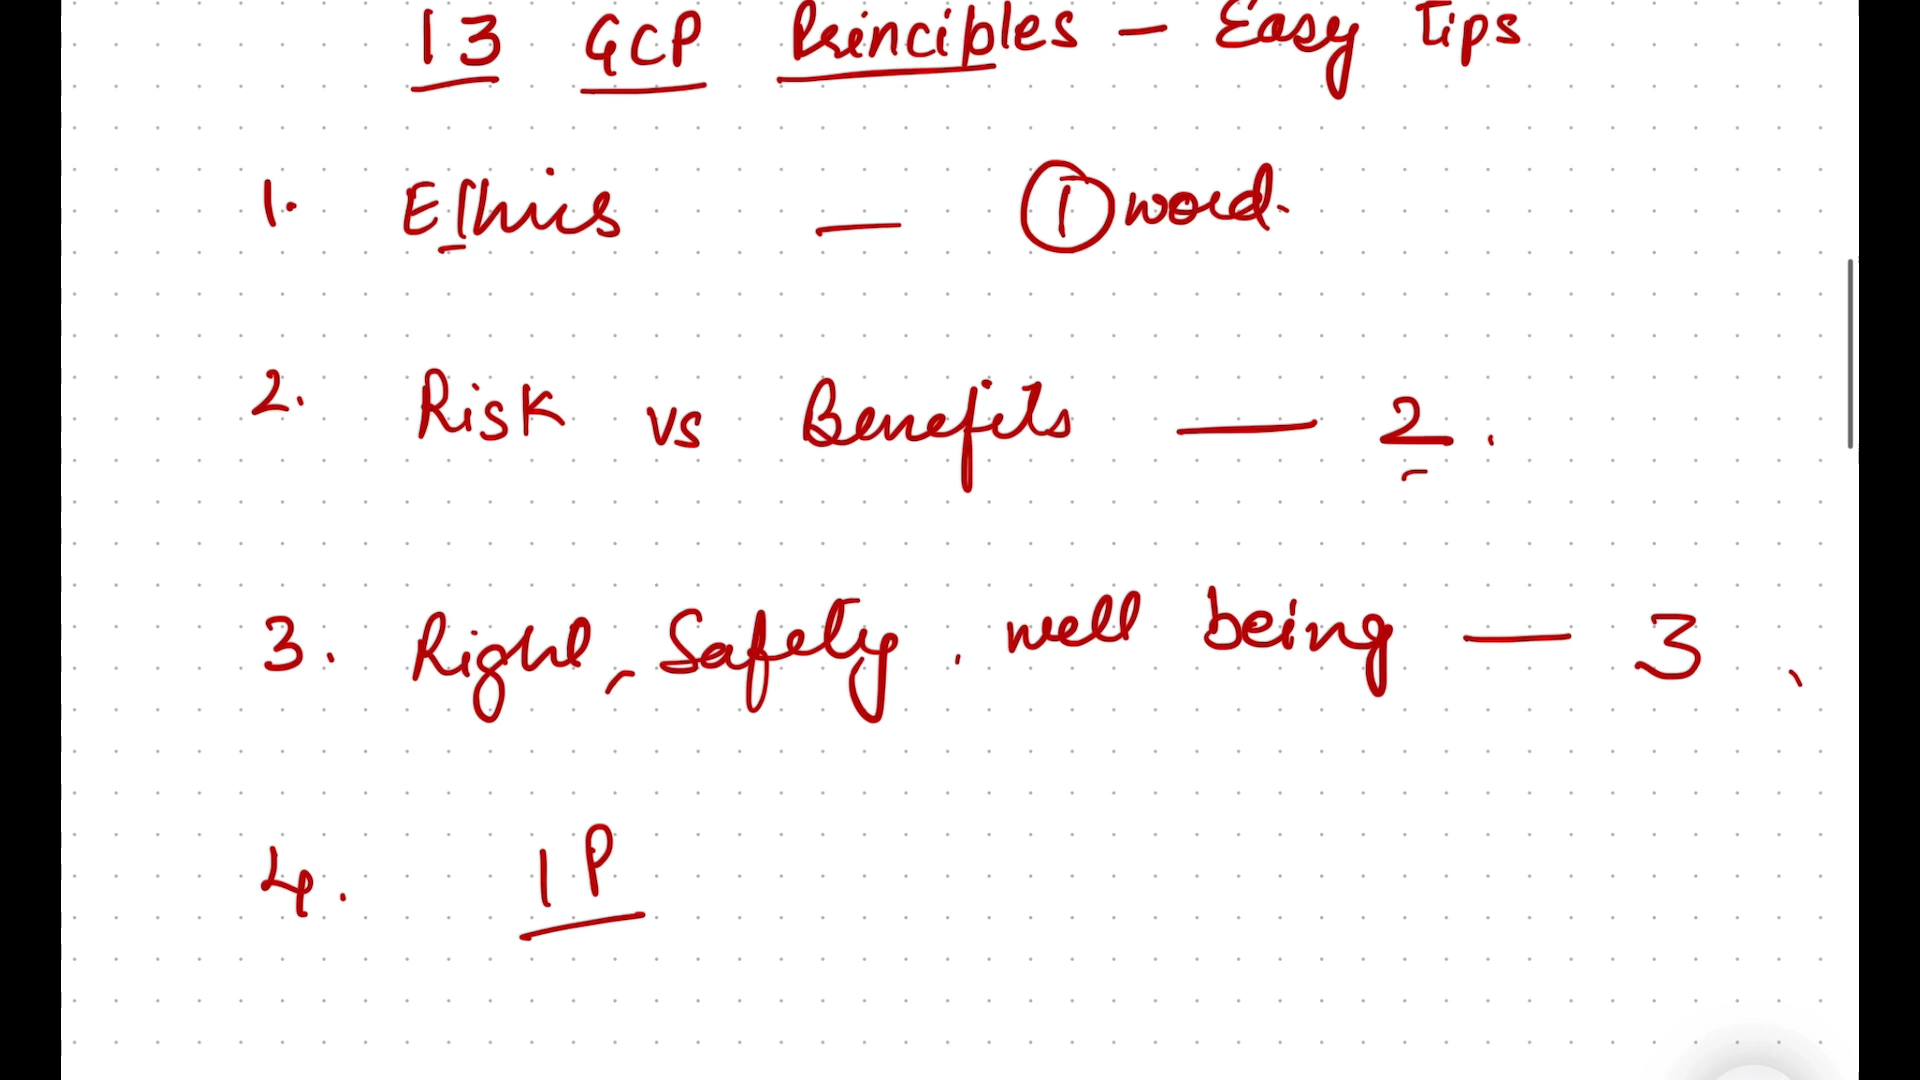 13 GCP Principles - Easy Tips
1. Ethics — ① word.
2. Risk vs Benefits — 2.
3. Right, Safety, well being — 3,
4. IP